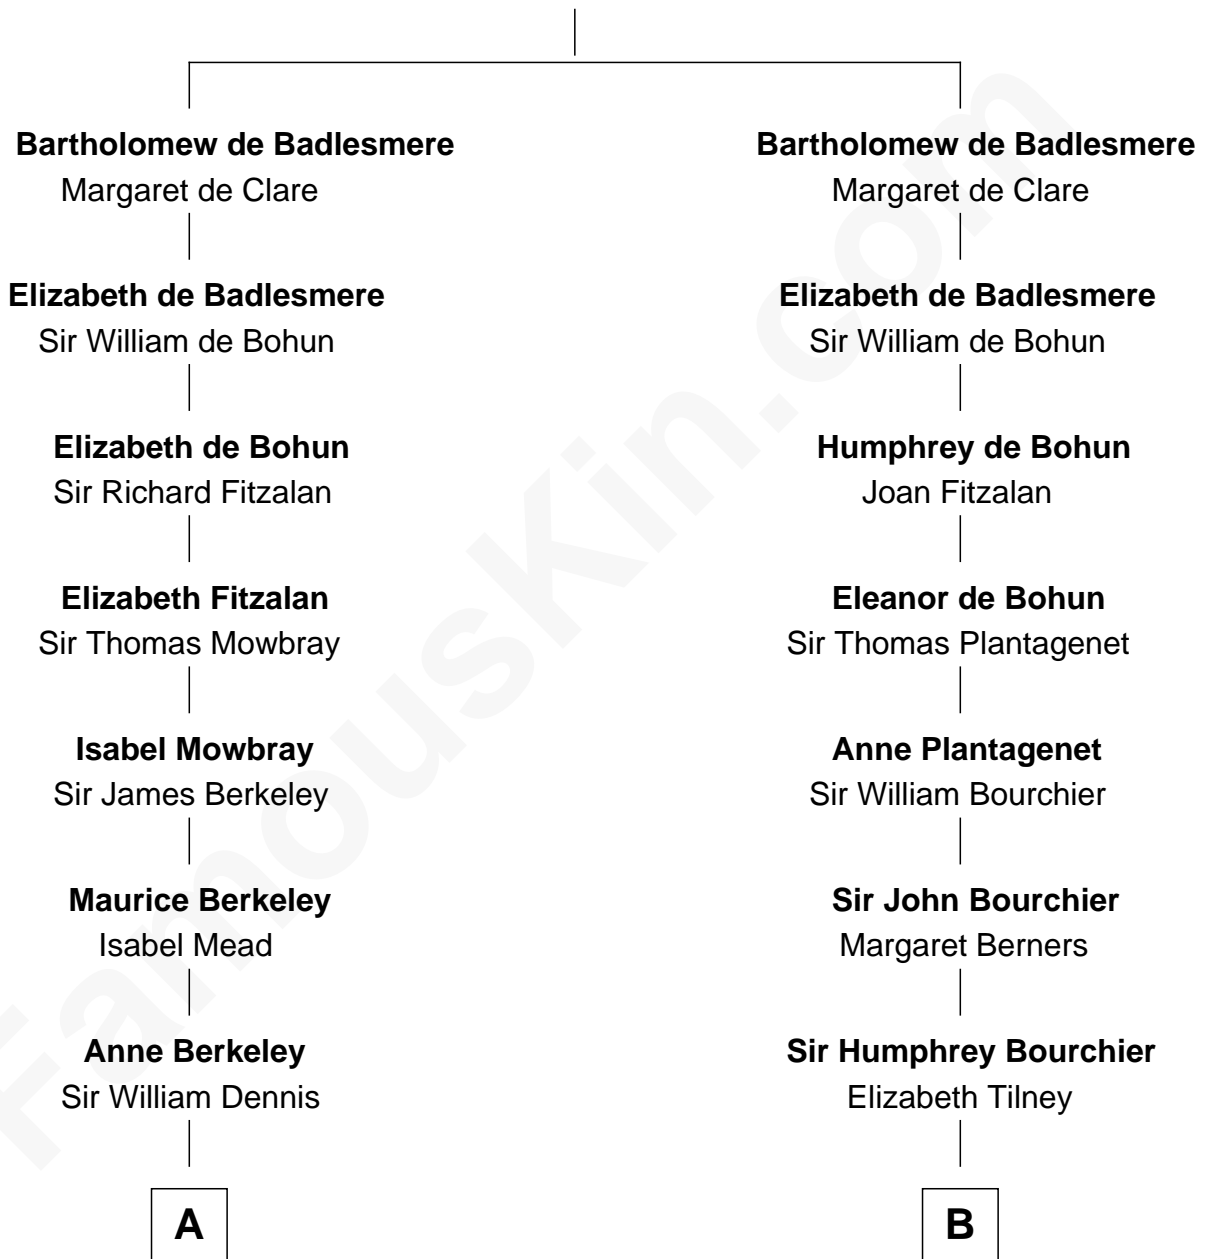 Bartholomew de Badlesmere
Margaret de Clare
Elizabeth de Badlesmere
Sir William de Bohun
Elizabeth de Bohun
Sir Richard Fitzalan
Elizabeth Fitzalan
Sir Thomas Mowbray
Isabel Mowbray
Sir James Berkeley
Maurice Berkeley
Isabel Mead
Anne Berkeley
Sir William Dennis
A
Bartholomew de Badlesmere
Margaret de Clare
Elizabeth de Badlesmere
Sir William de Bohun
Humphrey de Bohun
Joan Fitzalan
Eleanor de Bohun
Sir Thomas Plantagenet
Anne Plantagenet
Sir William Bourchier
Sir John Bourchier
Margaret Berners
Sir Humphrey Bourchier
Elizabeth Tilney
B
FamousKin.com